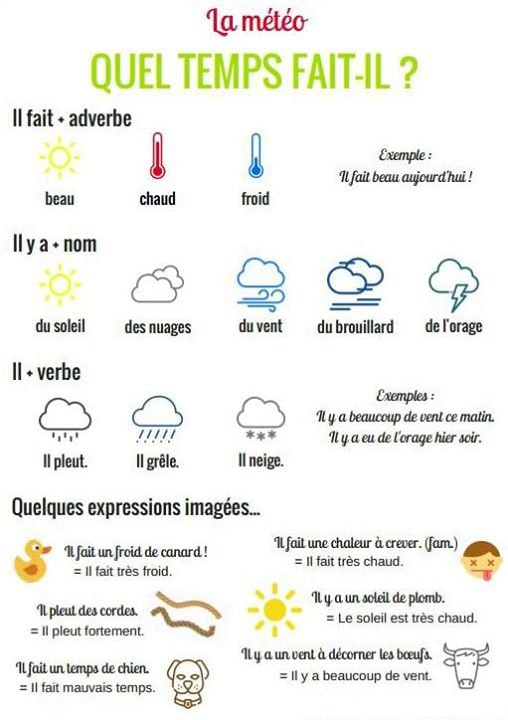 La météo
QUEL TEMPS FAIT-IL ?
Il fait + adverbe
beau
chaud
froid
Exemple :
Il fait beau aujourd'hui !
Il y a + nom
du soleil
des nuages
du vent
du brouillard
de l'orage
Il + verbe
Il pleut.
Il grêle.
Il neige.
Exemples :
Il y a beaucoup de vent ce matin.
Il y a eu de l'orage hier soir.
Quelques expressions imagées...
Il fait un froid de canard !
= Il fait très froid.
Il fait une chaleur à crever. (fam.)
= Il fait très chaud.
Il pleut des cordes.
= Il pleut fortement.
Il y a un soleil de plomb.
= Le soleil est très chaud.
Il fait un temps de chien.
= Il fait mauvais temps.
Il y a un vent à décorner les bœufs.
= Il y a beaucoup de vent.